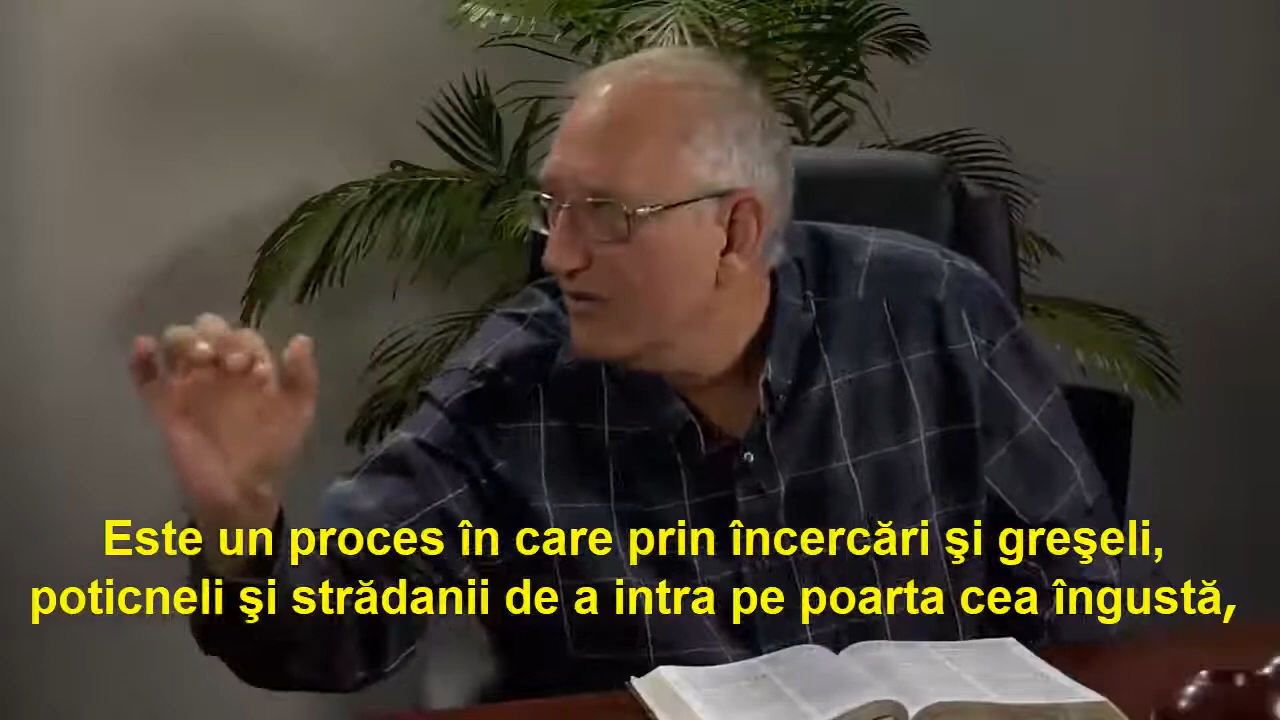 Este un proces în care prin încercări şi greşeli,
poticneli şi strădanii de a intra pe poarta cea îngustă,